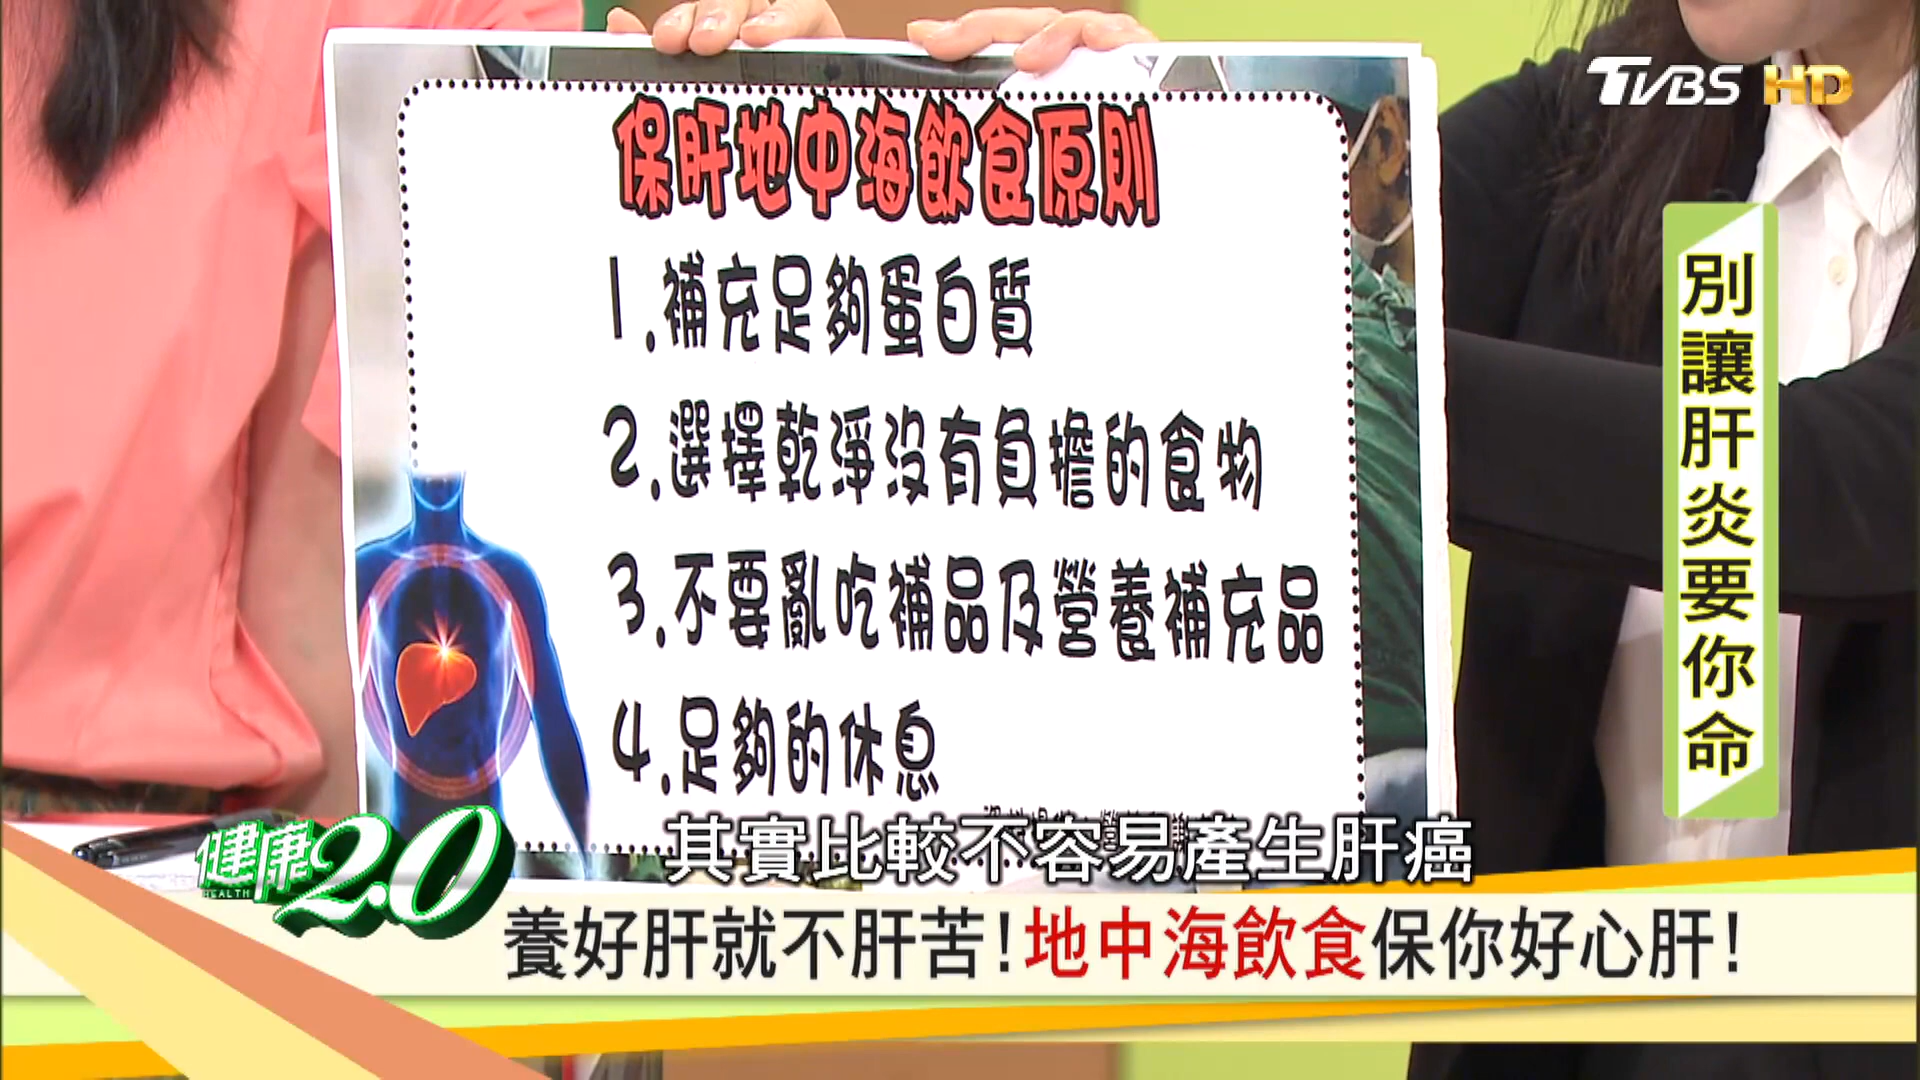 TVBS HD
保肝地中海飲食原則
1.補充足夠蛋白質
2.選擇乾淨沒有負擔的食物
3.不要亂吃補品及營養補充品
4.足夠的休息
別讓肝炎要你命
其實比較不容易產生肝癌
健康2.0
HEALTH
養好肝就不肝苦!地中海飲食保你好心肝!